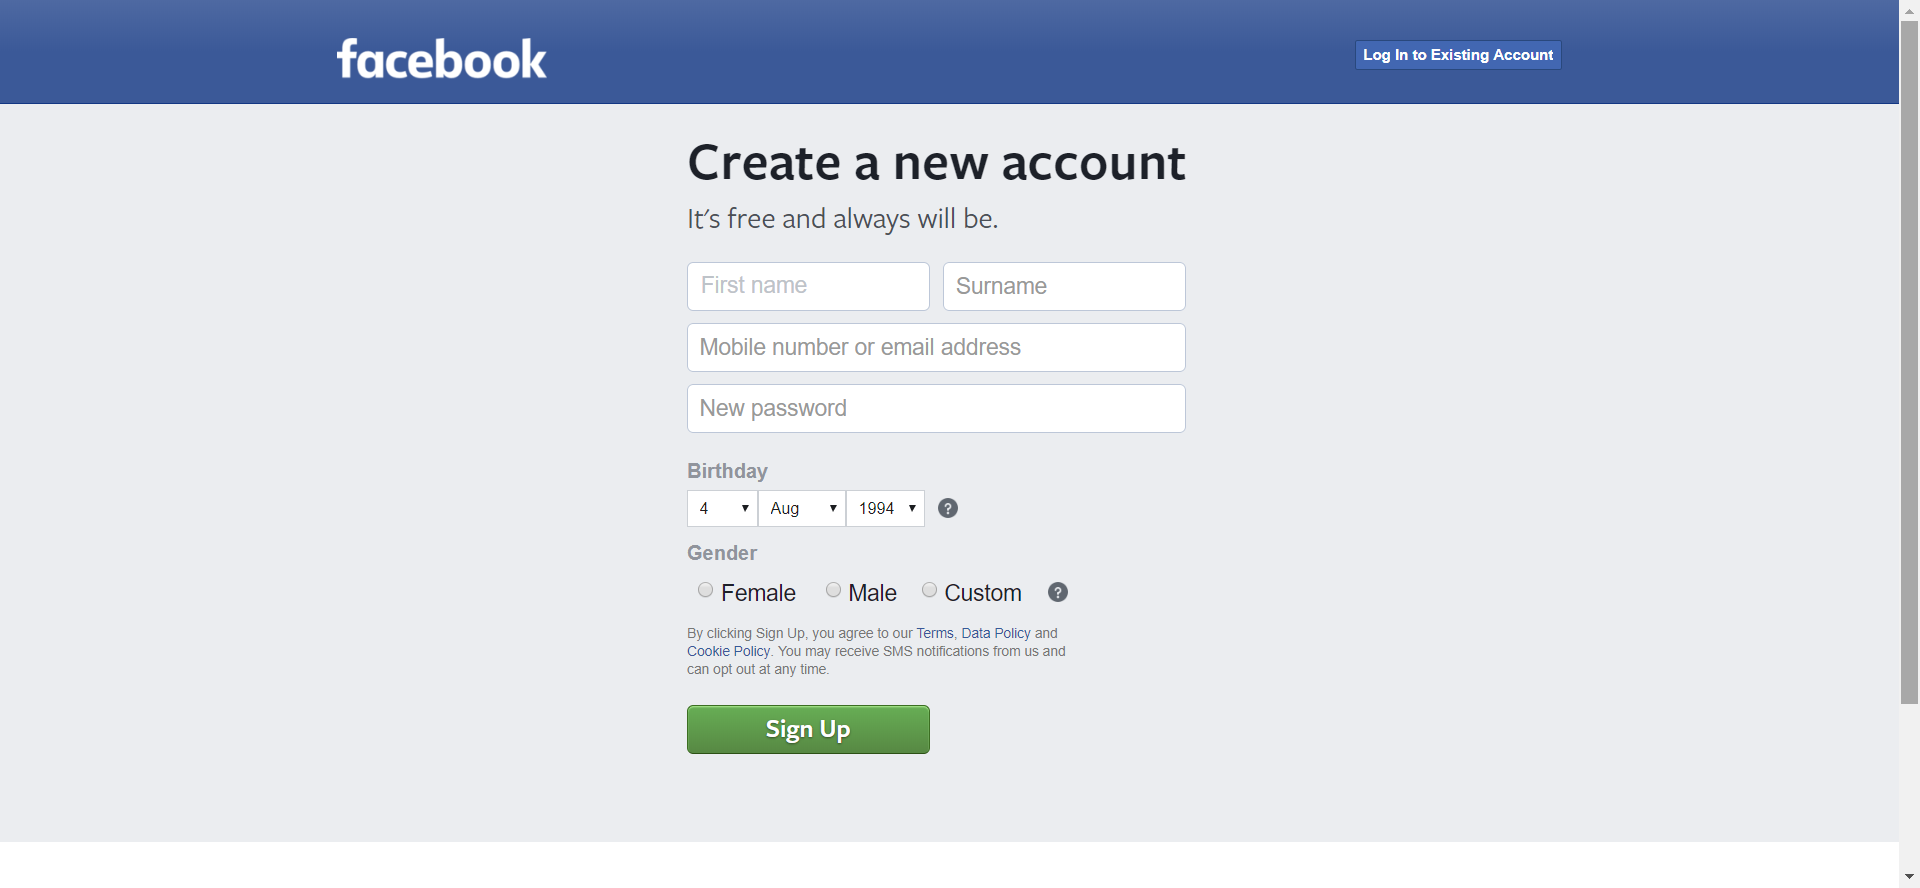 facebook
Log In to Existing Account
Create a new account
It's free and always will be.
First name Surname
Mobile number or email address
New password
Birthday
4 Aug 1994 ?
Gender
Female Male Custom ?
By clicking Sign Up, you agree to our Terms, Data Policy and
Cookie Policy. You may receive SMS notifications from us and
can opt out at any time.
Sign Up